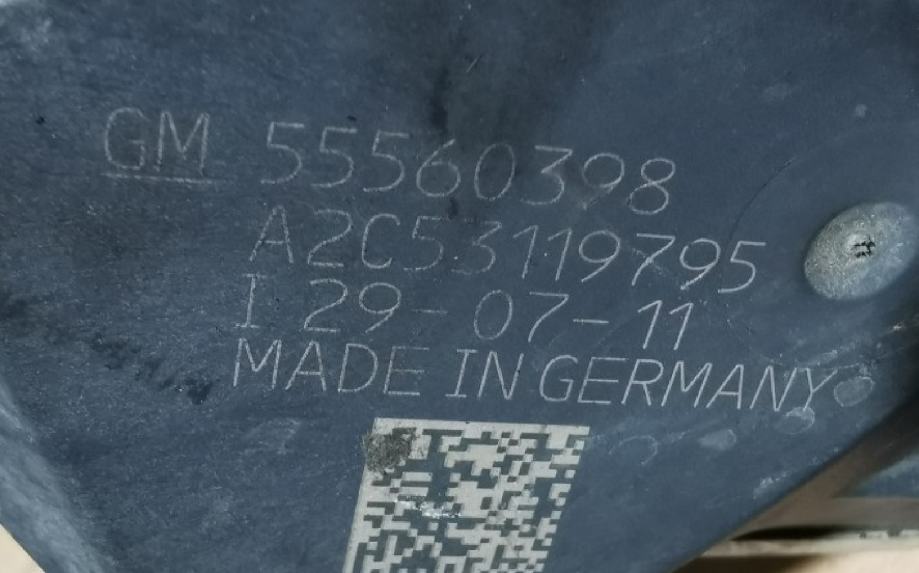 GM 55560398
A2C53119795
I 29-07-11
MADE IN GERMANY